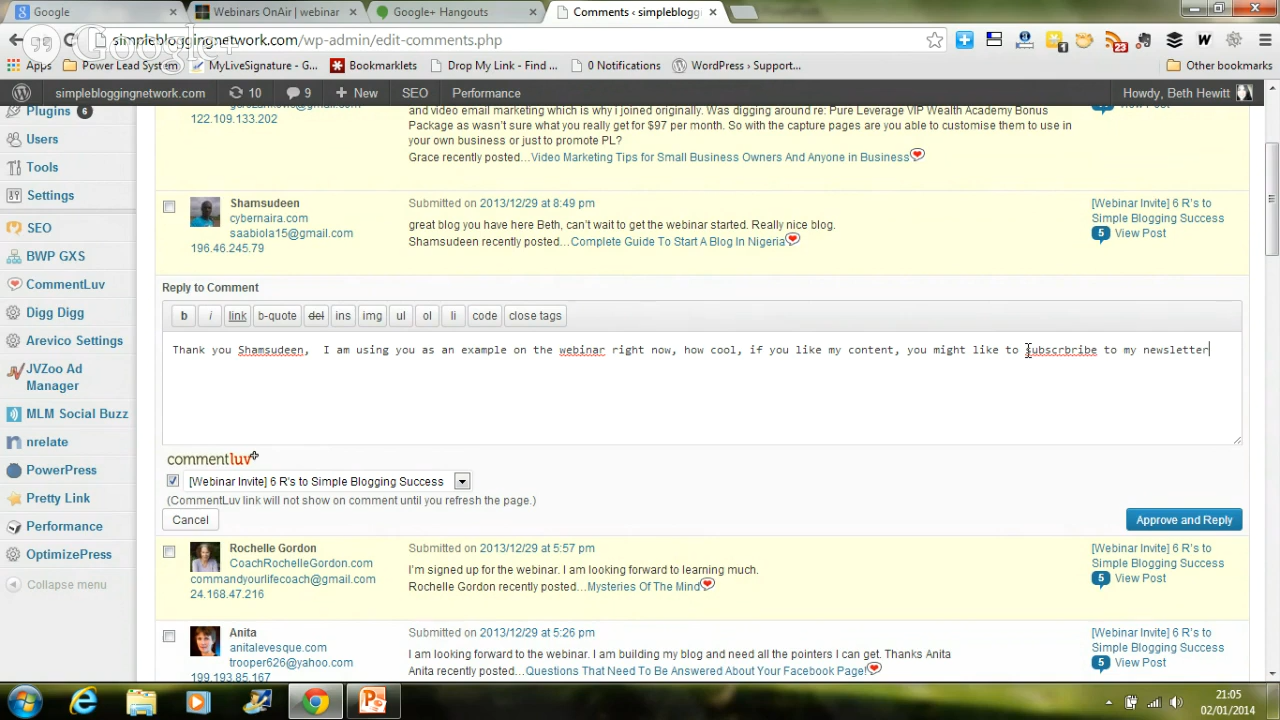 Google
Webinars OnAir | webinar
Google+ Hangouts
Comments ‹ simpleblogging
Google+
simplebloggingnetwork.com/wp-admin/edit-comments.php
1
23
Apps
Power Lead System
MyLiveSignature - G...
Bookmarklets
Drop My Link - Find ...
0 Notifications
WordPress › Support...
Other bookmarks
simplebloggingnetwork.com
10
9
+ New
SEO
Performance
Howdy, Beth Hewitt
Plugins 6
Users
Tools
Settings
SEO
BWP GXS
CommentLuv
Digg Digg
Arevico Settings
JVZoo Ad
Manager
MLM Social Buzz
nrelate
PowerPress
Pretty Link
Performance
OptimizePress
Collapse menu
122.109.133.202
and video email marketing which is why I joined originally. Was digging around re: Pure Leverage VIP Wealth Academy Bonus
Package as wasn't sure what you really get for $97 per month. So with the capture pages are you able to customise them to use in
your own business or just to promote PL?
Grace recently posted…Video Marketing Tips for Small Business Owners And Anyone in Business
Shamsudeen
cybernaira.com
saabiola15@gmail.com
196.46.245.79
Submitted on 2013/12/29 at 8:49 pm
great blog you have here Beth, can't wait to get the webinar started. Really nice blog.
Shamsudeen recently posted…Complete Guide To Start A Blog In Nigeria
[Webinar Invite] 6 R's to
Simple Blogging Success
5 View Post
Reply to Comment
b
i
link
b-quote
del
ins
img
ul
ol
li
code
close tags
Thank you Shamsudeen, I am using you as an example on the webinar right now, how cool, if you like my content, you might like to subscrbribe to my newsletter
commentluv
[Webinar Invite] 6 R's to Simple Blogging Success
(CommentLuv link will not show on comment until you refresh the page.)
Cancel
Approve and Reply
Rochelle Gordon
CoachRochelleGordon.com
commandyourlifecoach@gmail.com
24.168.47.216
Submitted on 2013/12/29 at 5:57 pm
I'm signed up for the webinar. I am looking forward to learning much.
Rochelle Gordon recently posted…Mysteries Of The Mind
[Webinar Invite] 6 R's to
Simple Blogging Success
5 View Post
Anita
anitalevesque.com
trooper626@yahoo.com
199.193.85.167
Submitted on 2013/12/29 at 5:26 pm
I am looking forward to the webinar. I am building my blog and need all the pointers I can get. Thanks Anita
Anita recently posted…Questions That Need To Be Answered About Your Facebook Page!
[Webinar Invite] 6 R's to
Simple Blogging Success
5 View Post
21:05
02/01/2014